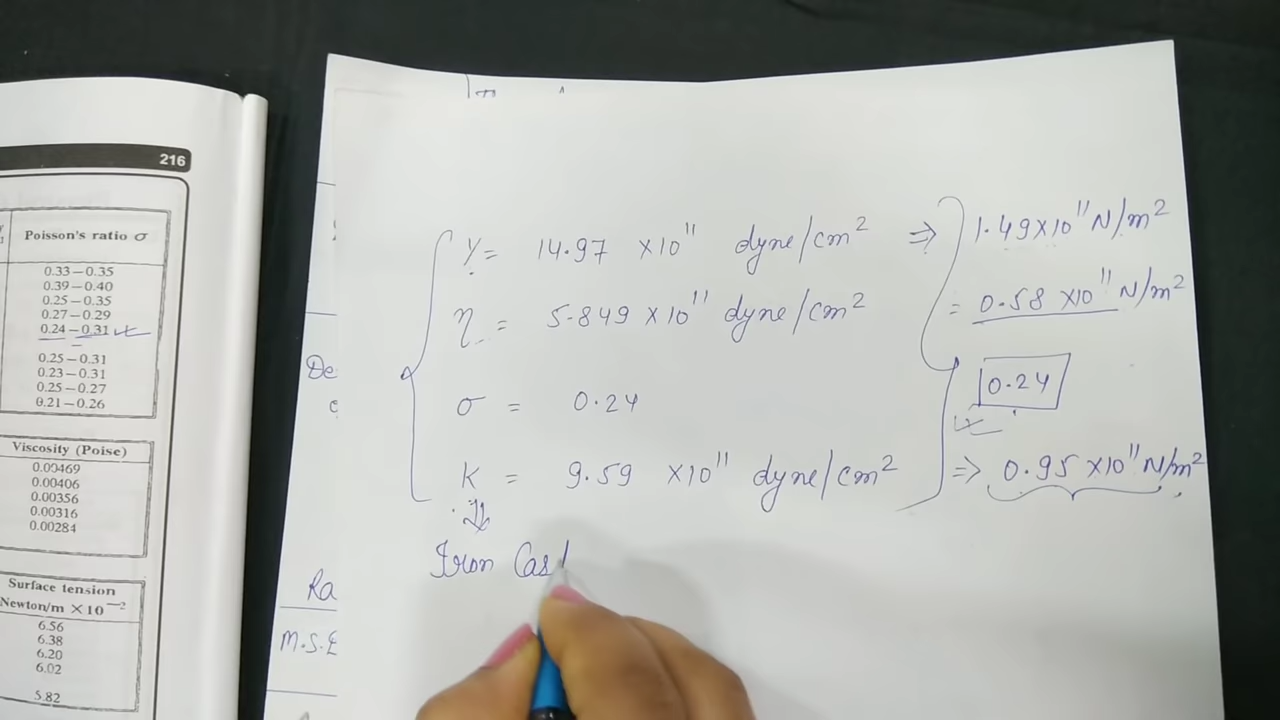 216
Poisson's ratio σ
0.33–0.35
0.39–0.40
0.25–0.35
0.27–0.29
0.24–0.31
0.25–0.31
0.23–0.31
0.25–0.27
0.21–0.26
Viscosity (Poise)
0.00469
0.00406
0.00356
0.00316
0.00284
Surface tension
Newton/m × 10⁻²
6.56
6.38
6.20
6.02
5.82
De
Ra
M.S.E
Y = 14.97 × 10¹¹ dyne/cm² ⇒ 1.49 × 10¹¹ N/m²
η = 5.849 × 10¹¹ dyne/cm² = 0.58 × 10¹¹ N/m²
σ = 0.24 0.24
K = 9.59 × 10¹¹ dyne/cm² ⇒ 0.95 × 10¹¹ N/m²
Iron Cas